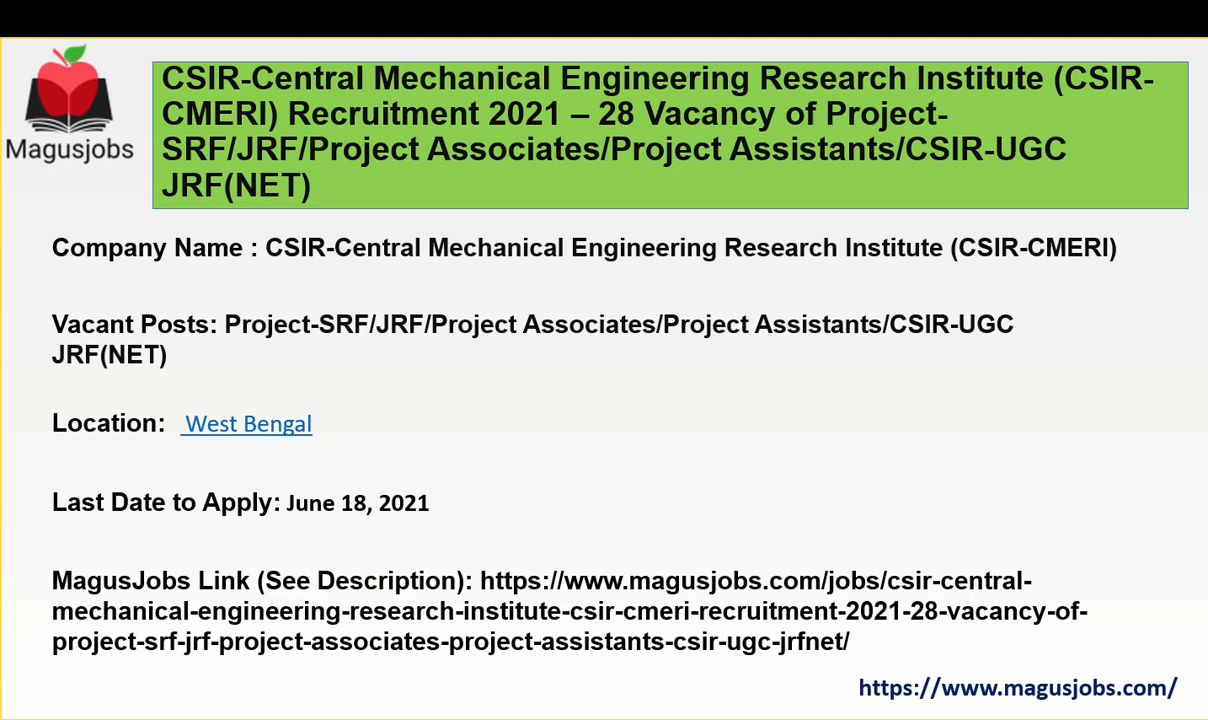 Magusjobs
CSIR-Central Mechanical Engineering Research Institute (CSIR-
CMERI) Recruitment 2021 – 28 Vacancy of Project-
SRF/JRF/Project Associates/Project Assistants/CSIR-UGC
JRF(NET)
Company Name : CSIR-Central Mechanical Engineering Research Institute (CSIR-CMERI)
Vacant Posts: Project-SRF/JRF/Project Associates/Project Assistants/CSIR-UGC
JRF(NET)
Location: West Bengal
Last Date to Apply: June 18, 2021
MagusJobs Link (See Description): https://www.magusjobs.com/jobs/csir-central-
mechanical-engineering-research-institute-csir-cmeri-recruitment-2021-28-vacancy-of-
project-srf-jrf-project-associates-project-assistants-csir-ugc-jrfnet/
https://www.magusjobs.com/